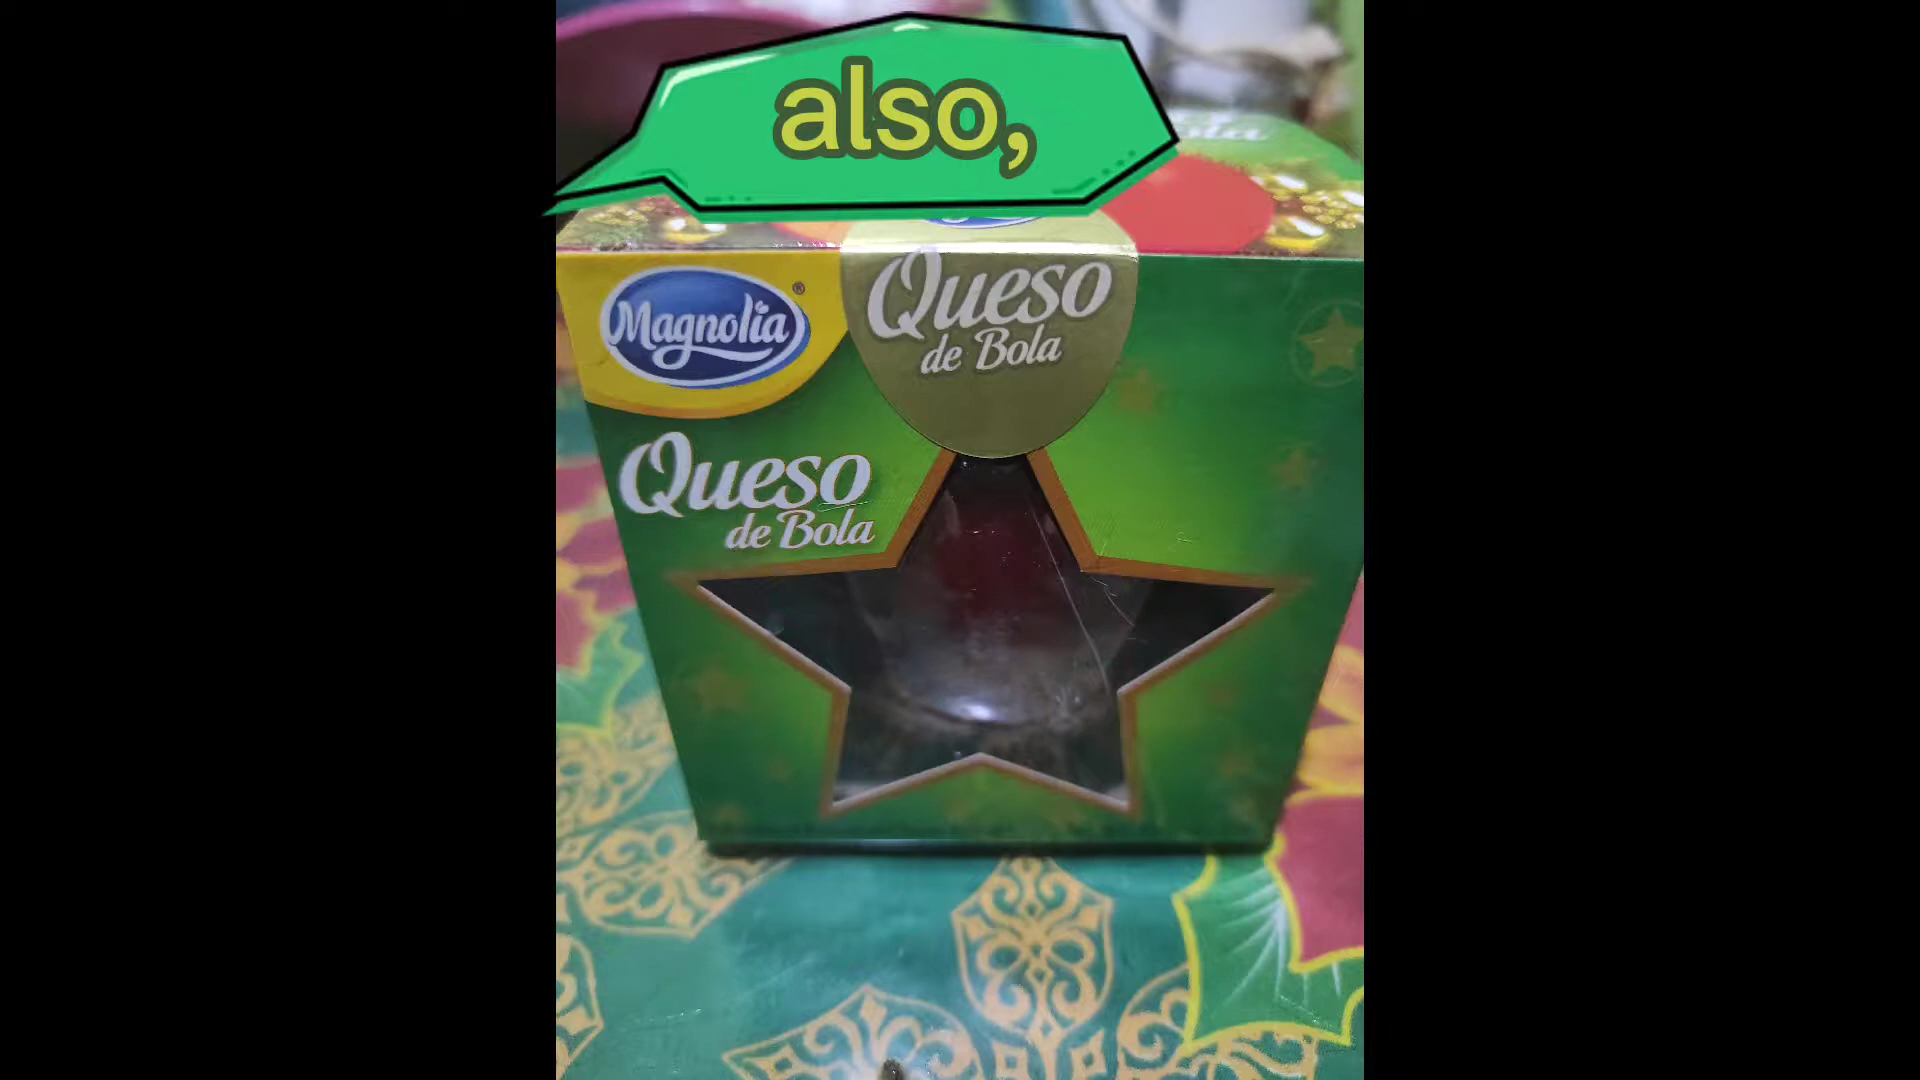 also,
Magnolia
®
Queso
de Bola
Queso
de Bola